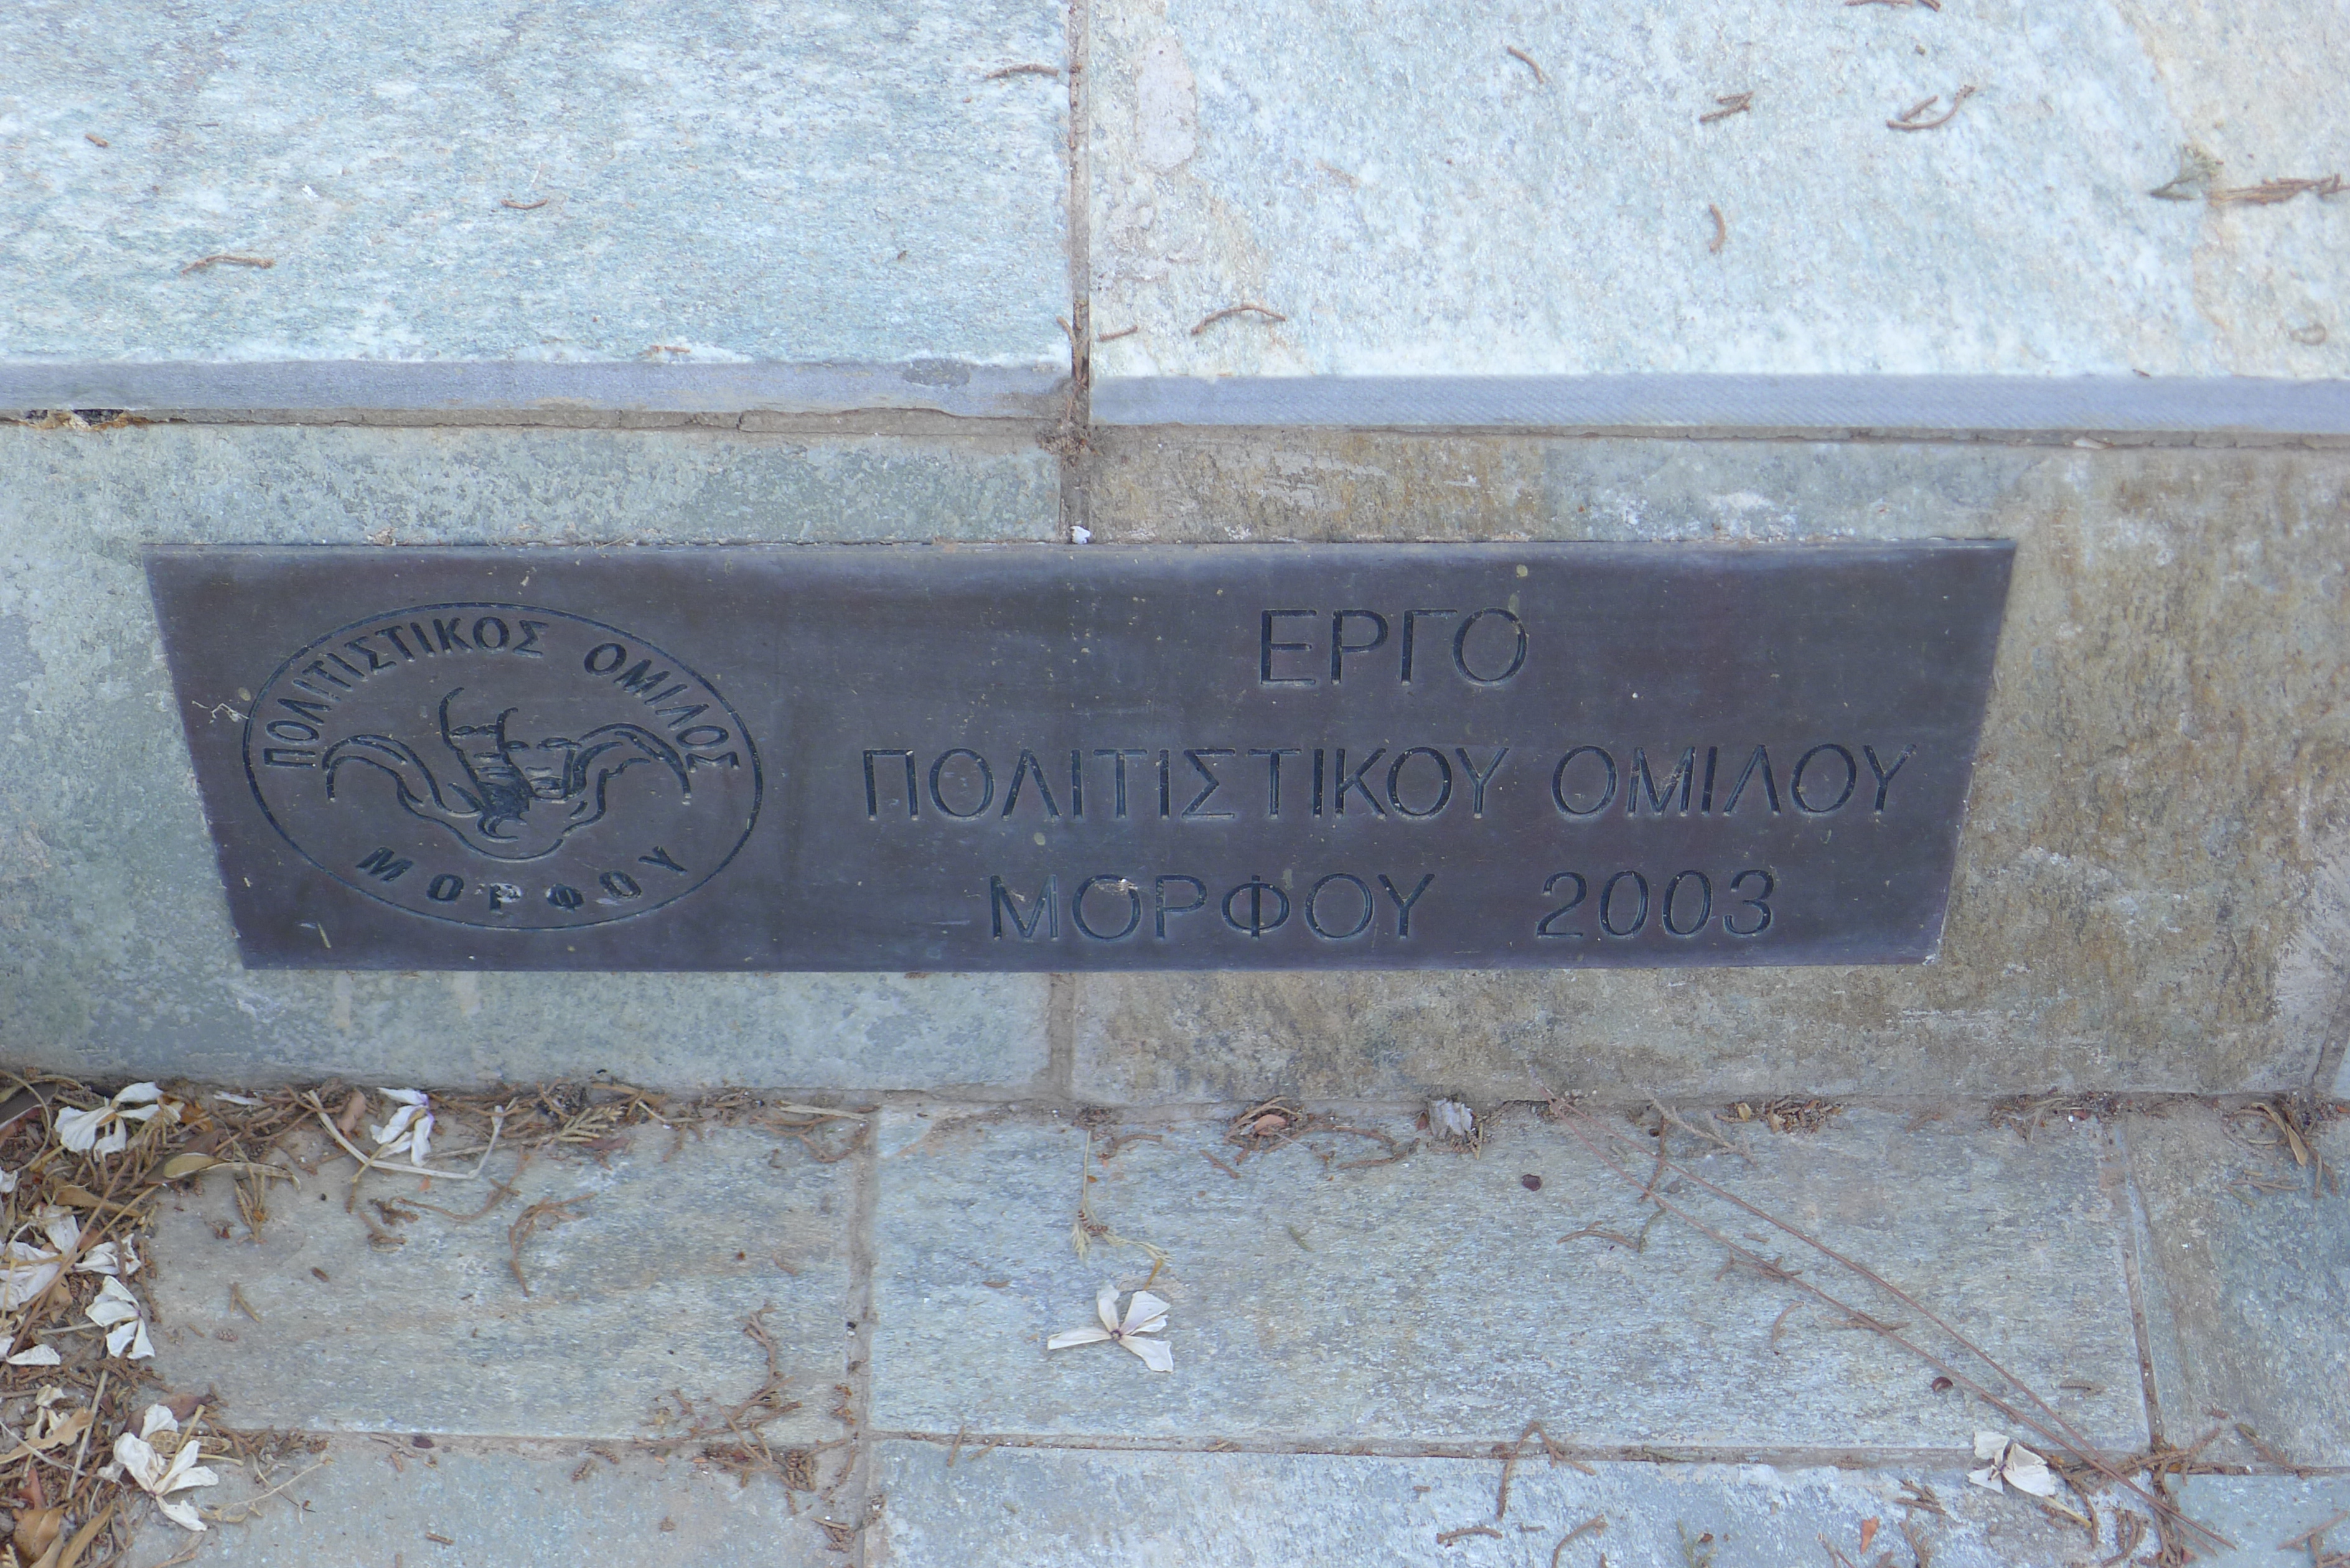 ΠΟΛΙΤΙΣΤΙΚΟΣ ΟΜΙΛΟΣ
ΜΟΡΦΟΥ
ΕΡΓΟ
ΠΟΛΙΤΙΣΤΙΚΟΥ ΟΜΙΛΟΥ
ΜΟΡΦΟΥ 2003